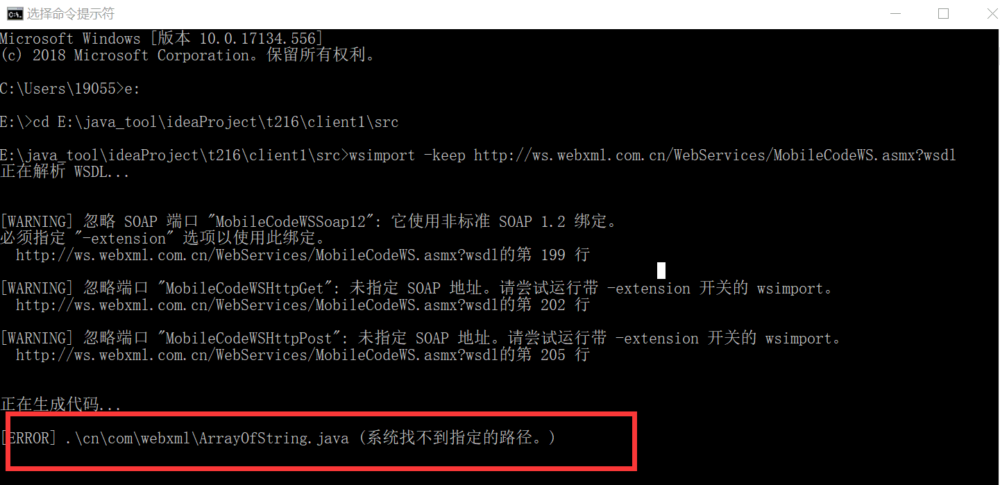 选择命令提示符
Microsoft Windows [版本 10.0.17134.556]
(c) 2018 Microsoft Corporation。保留所有权利。
C:\Users\19055>e:
E:\>cd E:\java_tool\ideaProject\t216\client1\src
E:\java_tool\ideaProject\t216\client1\src>wsimport -keep http://ws.webxml.com.cn/WebServices/MobileCodeWS.asmx?wsdl
正在解析 WSDL...
[WARNING] 忽略 SOAP 端口 "MobileCodeWSSoap12": 它使用非标准 SOAP 1.2 绑定。
必须指定 "-extension" 选项以使用此绑定。
http://ws.webxml.com.cn/WebServices/MobileCodeWS.asmx?wsdl的第 199 行
[WARNING] 忽略端口 "MobileCodeWSHttpGet": 未指定 SOAP 地址。请尝试运行带 -extension 开关的 wsimport。
http://ws.webxml.com.cn/WebServices/MobileCodeWS.asmx?wsdl的第 202 行
[WARNING] 忽略端口 "MobileCodeWSHttpPost": 未指定 SOAP 地址。请尝试运行带 -extension 开关的 wsimport。
http://ws.webxml.com.cn/WebServices/MobileCodeWS.asmx?wsdl的第 205 行
正在生成代码...
[ERROR] .\cn\com\webxml\ArrayOfString.java (系统找不到指定的路径。)